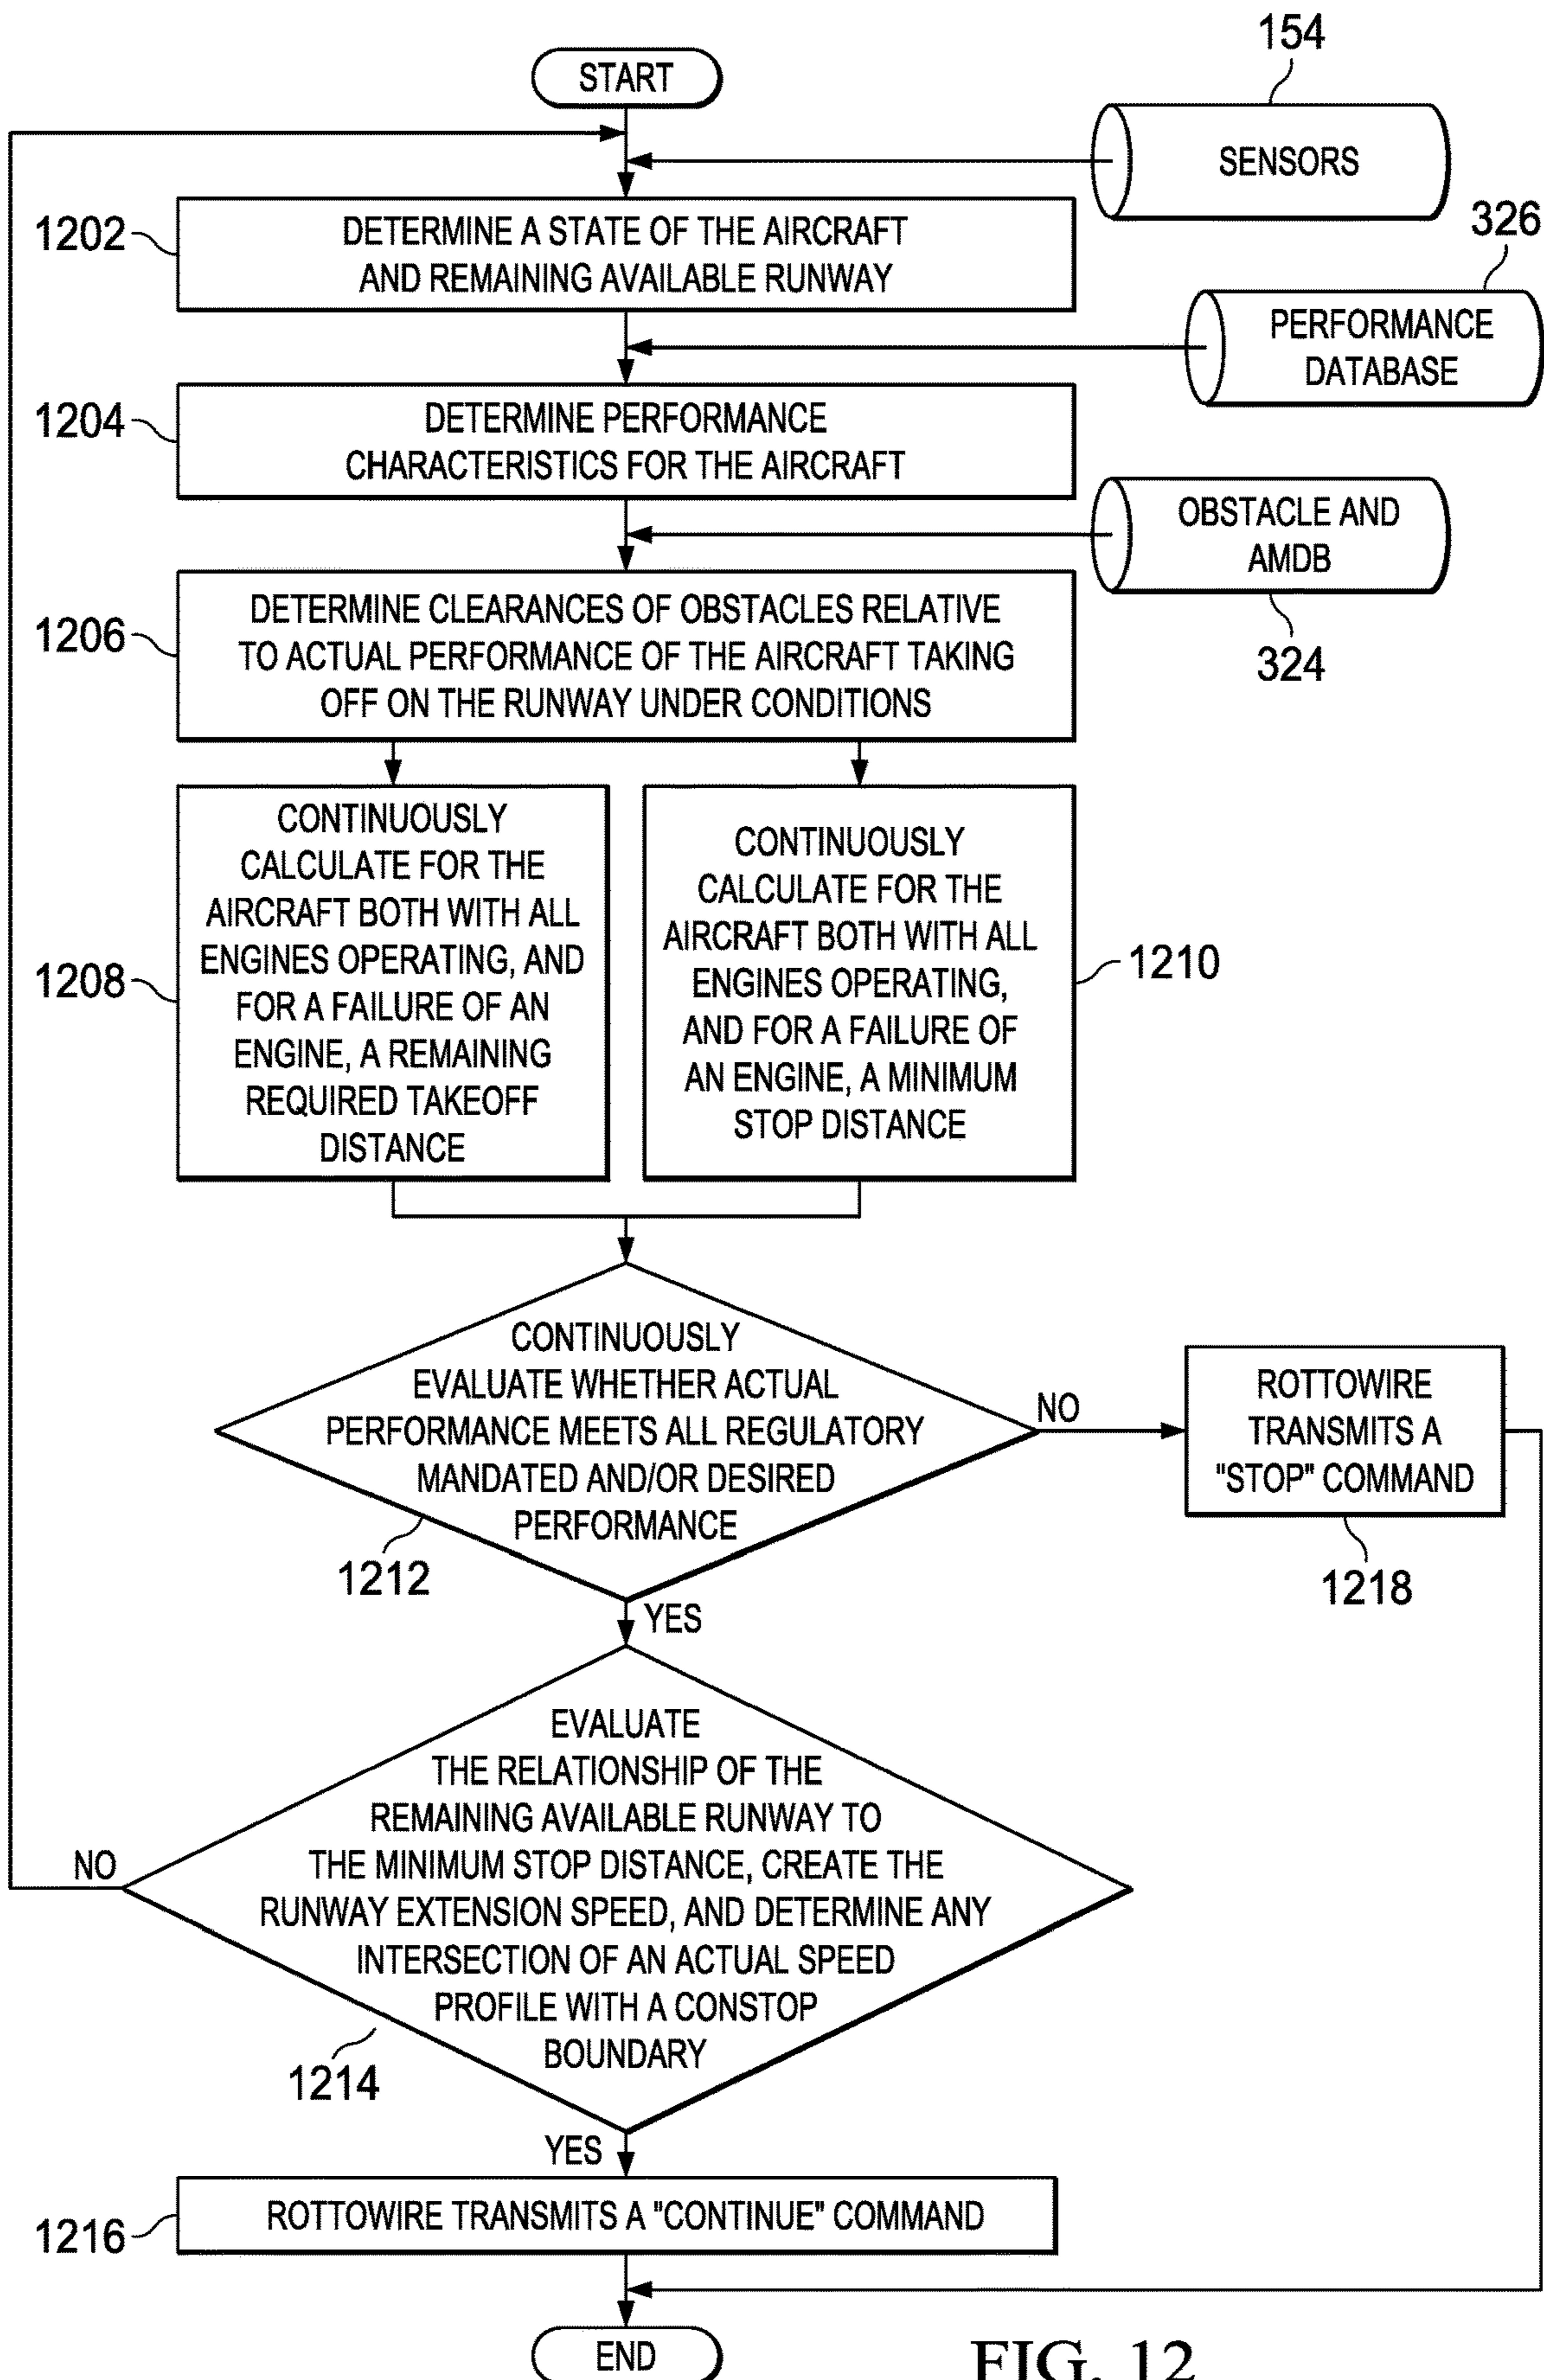 154
START
SENSORS
326
1202
DETERMINE A STATE OF THE AIRCRAFT
AND REMAINING AVAILABLE RUNWAY
PERFORMANCE
DATABASE
1204
DETERMINE PERFORMANCE
CHARACTERISTICS FOR THE AIRCRAFT
OBSTACLE AND
AMDB
324
1206
DETERMINE CLEARANCES OF OBSTACLES RELATIVE
TO ACTUAL PERFORMANCE OF THE AIRCRAFT TAKING
OFF ON THE RUNWAY UNDER CONDITIONS
1208
CONTINUOUSLY
CALCULATE FOR THE
AIRCRAFT BOTH WITH ALL
ENGINES OPERATING, AND
FOR A FAILURE OF AN
ENGINE, A REMAINING
REQUIRED TAKEOFF
DISTANCE
CONTINUOUSLY
CALCULATE FOR THE
AIRCRAFT BOTH WITH ALL
ENGINES OPERATING,
AND FOR A FAILURE OF
AN ENGINE, A MINIMUM
STOP DISTANCE
1210
CONTINUOUSLY
EVALUATE WHETHER ACTUAL
PERFORMANCE MEETS ALL REGULATORY
MANDATED AND/OR DESIRED
PERFORMANCE
1212
NO
ROTTOWIRE
TRANSMITS A
"STOP" COMMAND
1218
YES
EVALUATE
THE RELATIONSHIP OF THE
REMAINING AVAILABLE RUNWAY TO
THE MINIMUM STOP DISTANCE, CREATE THE
RUNWAY EXTENSION SPEED, AND DETERMINE ANY
INTERSECTION OF AN ACTUAL SPEED
PROFILE WITH A CONSTOP
BOUNDARY
NO
1214
YES
1216
ROTTOWIRE TRANSMITS A "CONTINUE" COMMAND
END
FIG. 12